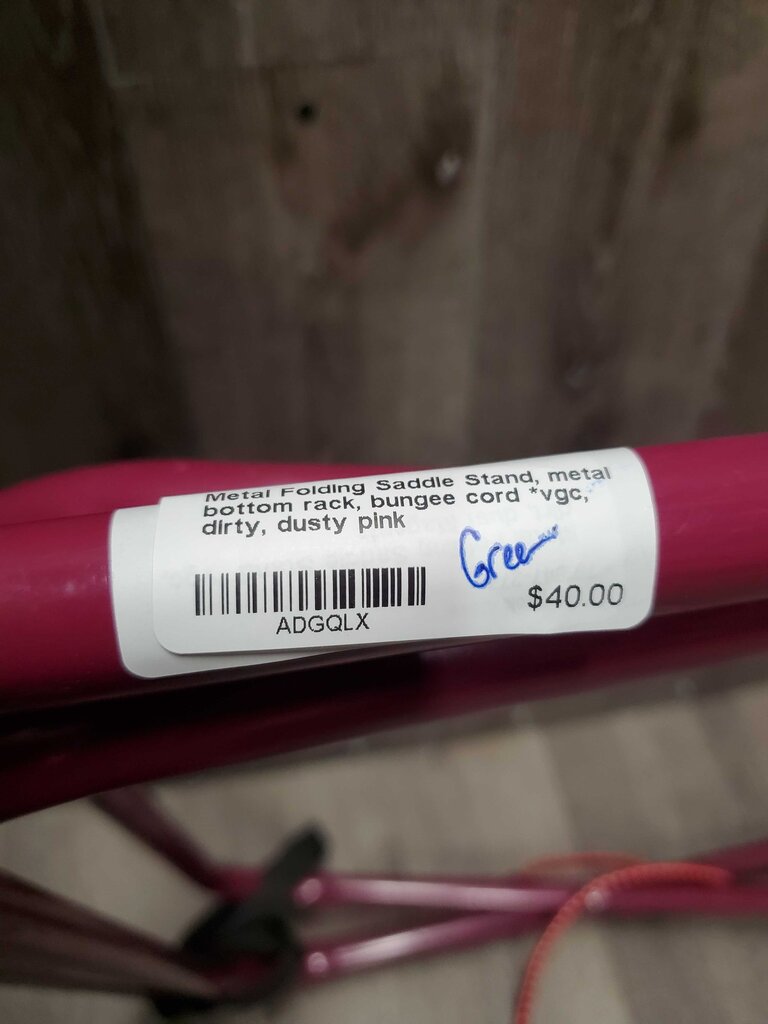 Metal Folding Saddle Stand, metal
bottom rack, bungee cord *vgc,
dirty, dusty pink
Green
ADGQLX
$40.00